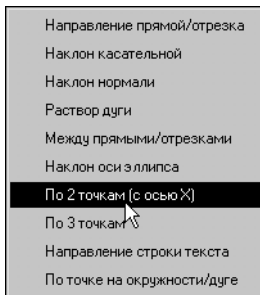 Направление прямой/отрезка
Наклон касательной
Наклон нормали
Раствор дуги
Между прямыми/отрезками
Наклон оси эллипса
По 2 точкам (с осью X)
По 3 точкам
Направление строки текста
По точке на окружности/дуге